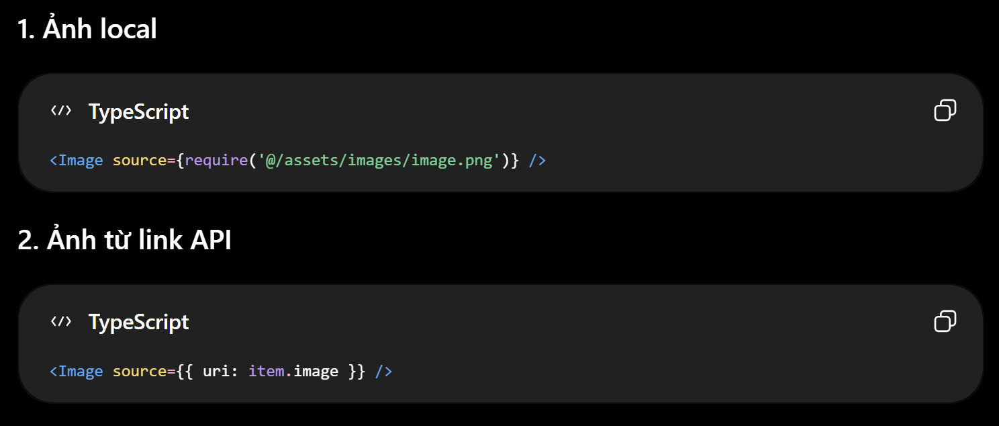 1. Ảnh local
TypeScript
<Image source={require('@/assets/images/image.png')} />
2. Ảnh từ link API
TypeScript
<Image source={{ uri: item.image }} />